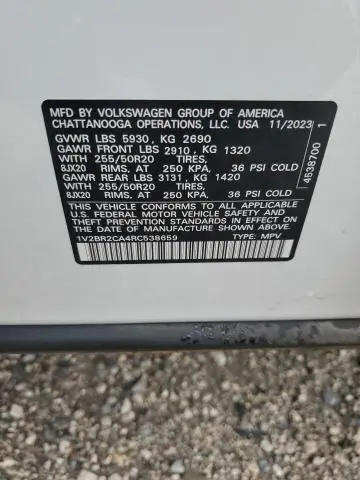 MFD BY VOLKSWAGEN GROUP OF AMERICA
CHATTANOOGA OPERATIONS, LLC. USA 11/2023
GVWR LBS 5930, KG 2690
GAWR FRONT LBS 2910, KG 1320
WITH 255/50R20 TIRES,
8JX20 RIMS, AT 250 KPA, 36 PSI COLD
GAWR REAR LBS 3131, KG 1420
WITH 255/50R20 TIRES,
8JX20 RIMS, AT 250 KPA, 36 PSI COLD
THIS VEHICLE CONFORMS TO ALL APPLICABLE
FEDERAL MOTOR VEHICLE SAFETY AND
THEFT PREVENTION STANDARDS IN EFFECT
ON THE DATE OF MANUFACTURE SHOWN ABOVE.
1V2BR2CA4RC538659 TYPE: MPV
4538700 1